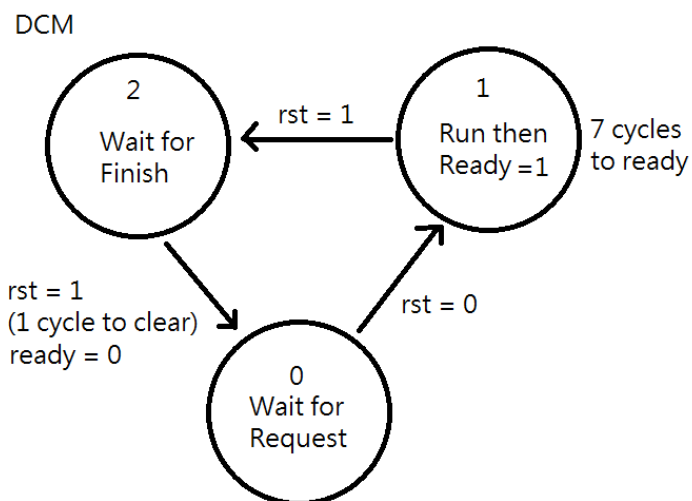 DCM
2
Wait for
Finish
rst = 1
1
Run then
Ready =1
7 cycles
to ready
rst = 1
(1 cycle to clear)
ready = 0
rst = 0
0
Wait for
Request